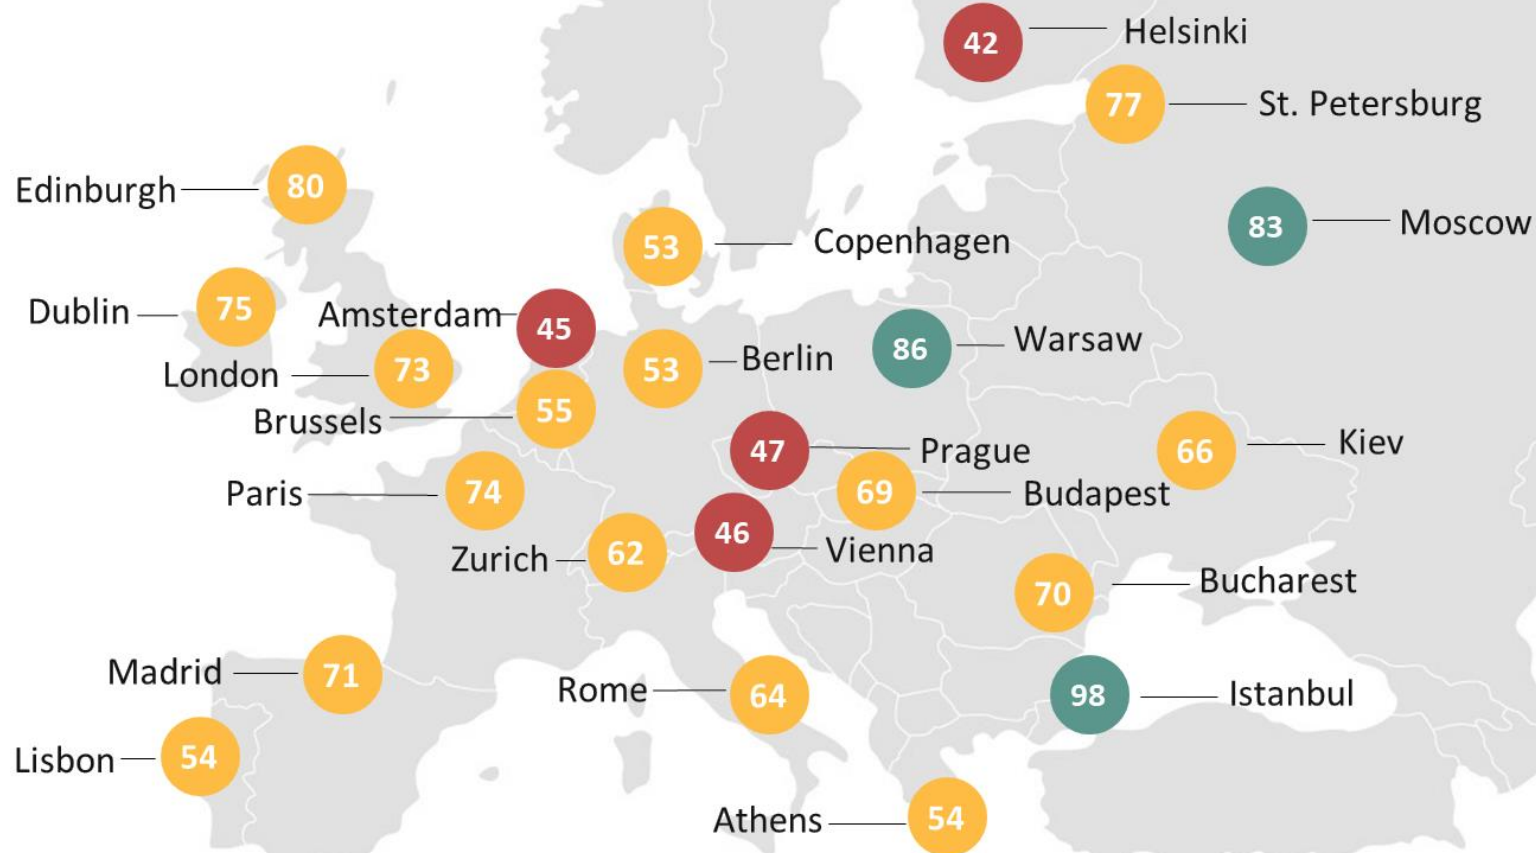 42 Helsinki
77 St. Petersburg
Edinburgh 80
83 Moscow
53 Copenhagen
Dublin 75
Amsterdam 45
86 Warsaw
London 73
53 Berlin
Brussels 55
47 Prague
66 Kiev
Paris 74
69 Budapest
Zurich 62
46 Vienna
70 Bucharest
Madrid 71
Rome 64
98 Istanbul
Lisbon 54
Athens 54